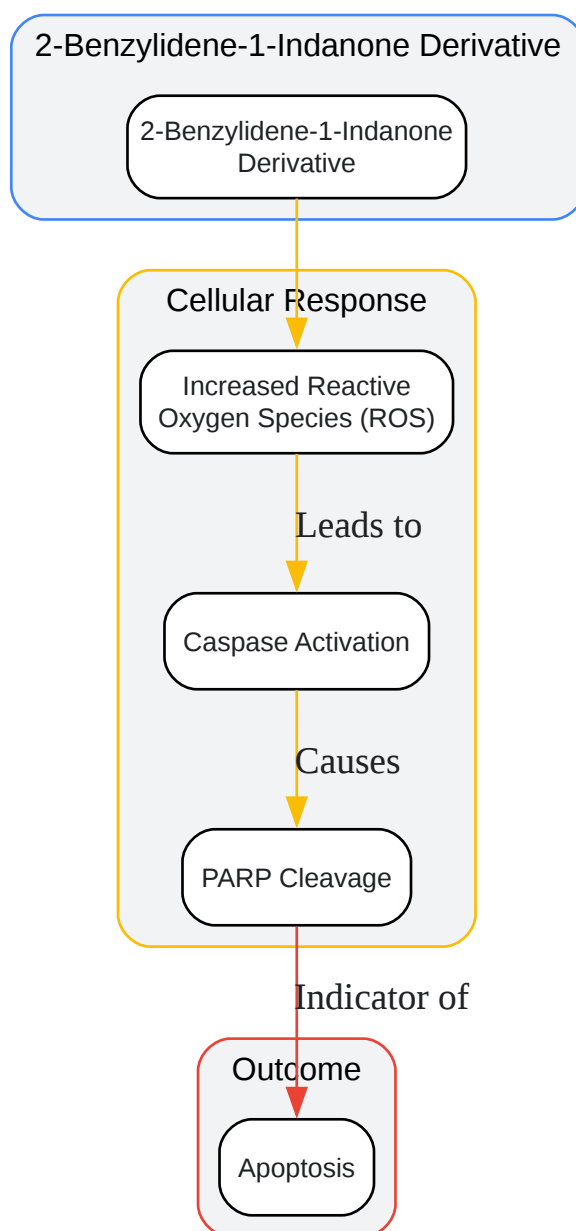 2-Benzylidene-1-Indanone Derivative
2-Benzylidene-1-Indanone
Derivative
Cellular Response
Increased Reactive
Oxygen Species (ROS)
Leads to
Caspase Activation
Causes
PARP Cleavage
Indicator of
Outcome
Apoptosis